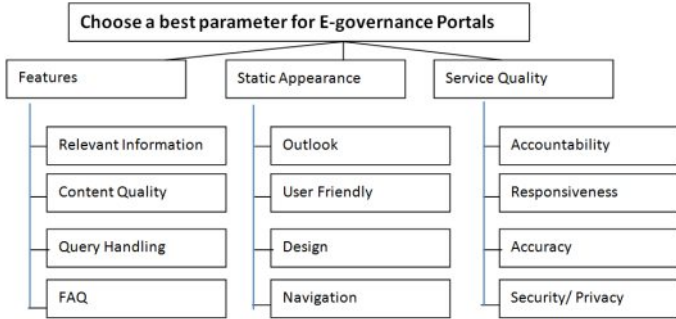 Choose a best parameter for E-governance Portals
Features
Relevant Information
Content Quality
Query Handling
FAQ
Static Appearance
Outlook
User Friendly
Design
Navigation
Service Quality
Accountability
Responsiveness
Accuracy
Security/ Privacy